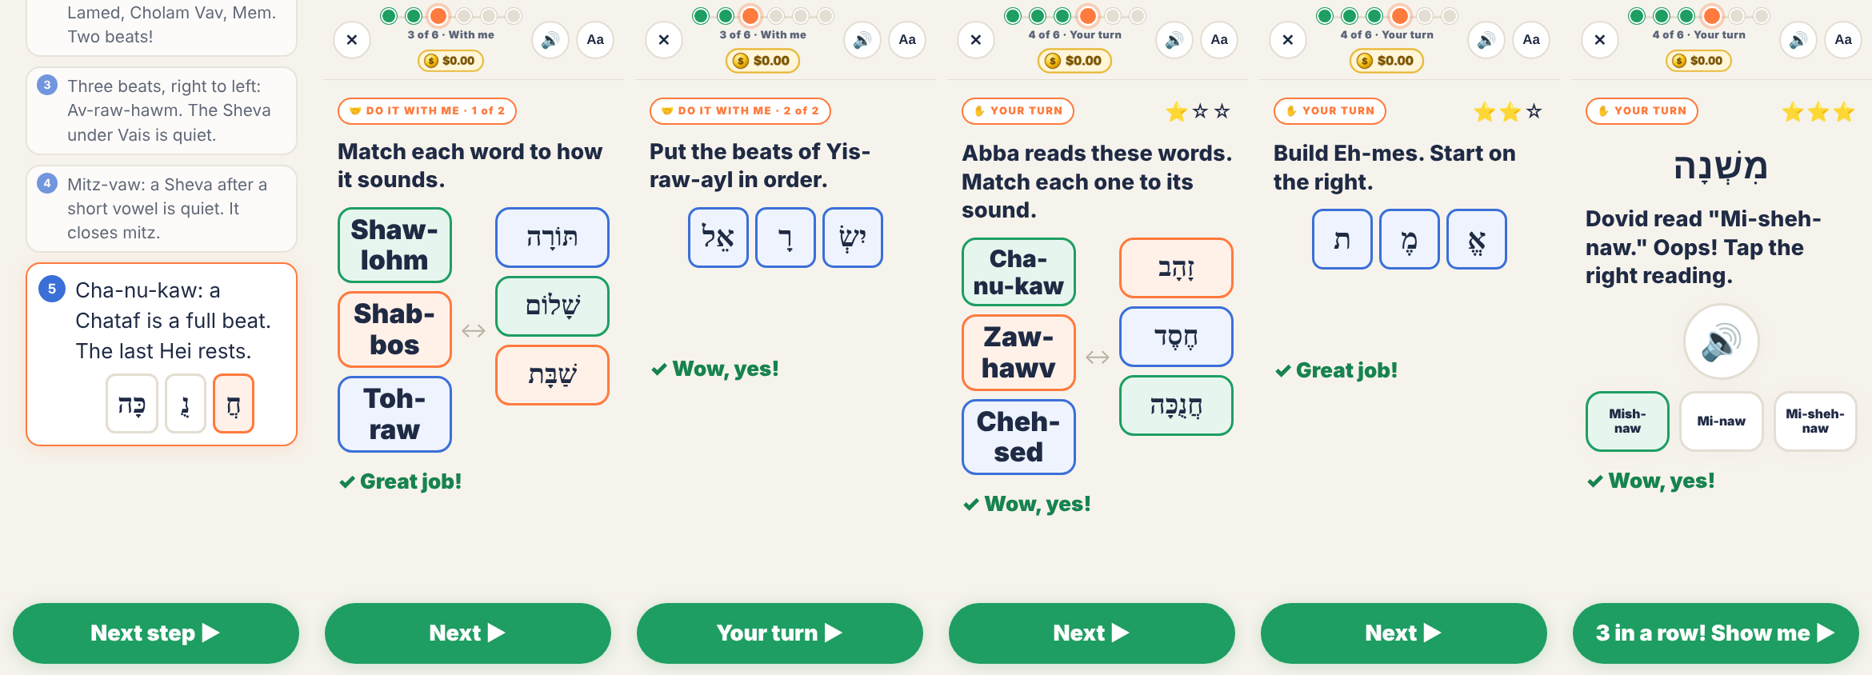 Lamed, Cholam Vav, Mem.
Two beats!
3
Three beats, right to left:
Av-raw-hawm. The Sheva
under Vais is quiet.
4
Mitz-vaw: a Sheva after a
short vowel is quiet. It
closes mitz.
5
Cha-nu-kaw: a
Chataf is a full beat.
The last Hei rests.
חֲ
נֻ
כָּה
Next step ▶
✕
3 of 6 · With me
Aa
$ $0.00
DO IT WITH ME · 1 of 2
Match each word to how
it sounds.
Shaw-
lohm
Shab-
bos
Toh-
raw
↔
תּוֹרָה
שָׁלוֹם
שַׁבָּת
✓ Great job!
Next ▶
✕
3 of 6 · With me
Aa
$ $0.00
DO IT WITH ME · 2 of 2
Put the beats of Yis-
raw-ayl in order.
יִשְׂ
רָ
אֵל
✓ Wow, yes!
Your turn ▶
✕
4 of 6 · Your turn
Aa
$ $0.00
YOUR TURN
Abba reads these words.
Match each one to its
sound.
Cha-
nu-kaw
Zaw-
hawv
Cheh-
sed
↔
זָהָב
חֶסֶד
חֲנֻכָּה
✓ Wow, yes!
Next ▶
✕
4 of 6 · Your turn
Aa
$ $0.00
YOUR TURN
Build Eh-mes. Start on
the right.
אֱ
מֶ
ת
✓ Great job!
Next ▶
✕
4 of 6 · Your turn
Aa
$ $0.00
YOUR TURN
מִשְׁנָה
Dovid read "Mi-sheh-
naw." Oops! Tap the
right reading.
Mish-
naw
Mi-naw
Mi-sheh-
naw
✓ Wow, yes!
3 in a row! Show me ▶